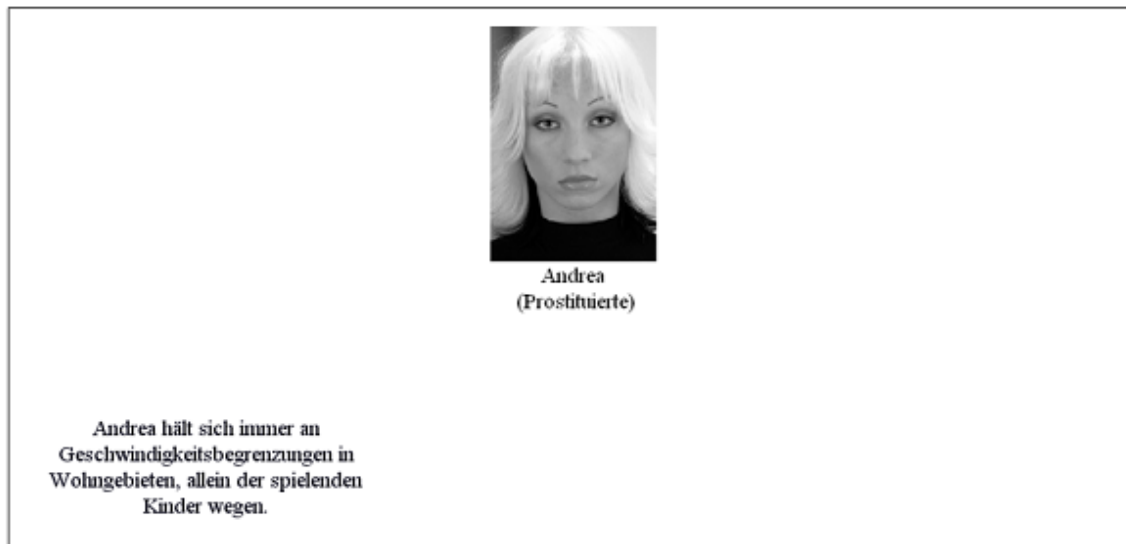 Andrea
(Prostituierte)
Andrea hält sich immer an
Geschwindigkeitsbegrenzungen in
Wohngebieten, allein der spielenden
Kinder wegen.